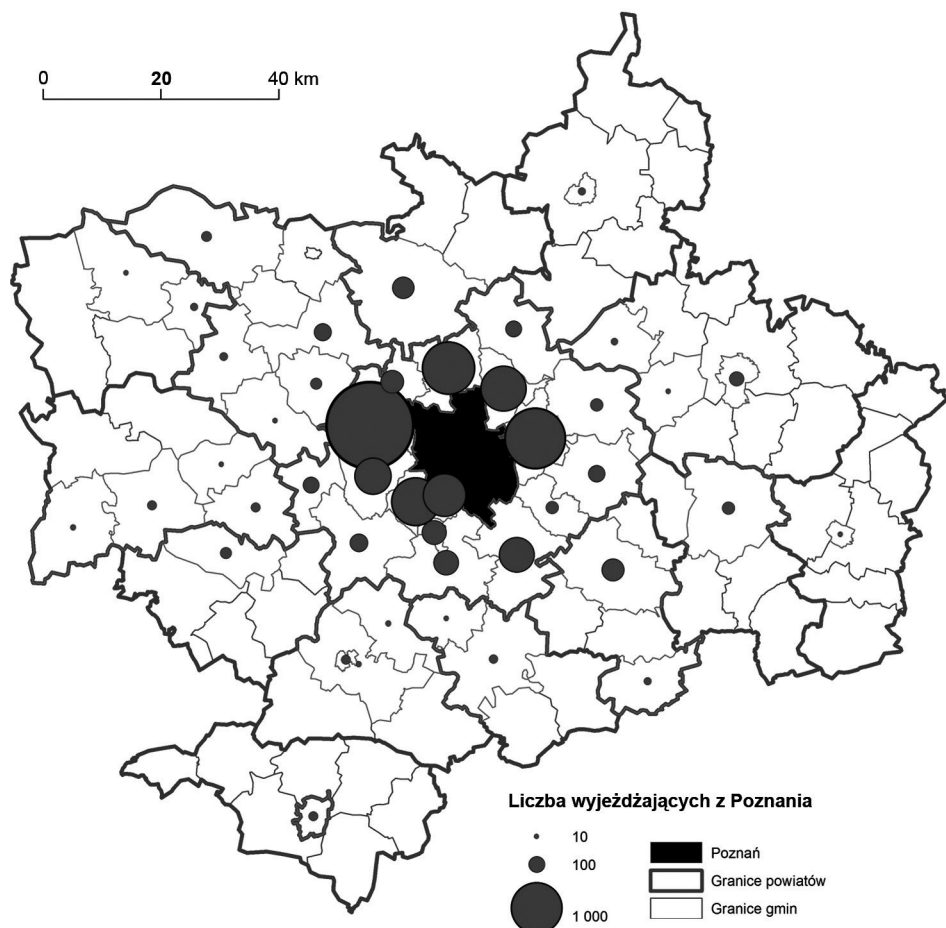 0 20 40 km
Liczba wyjeżdżających z Poznania
10
100
1 000
Poznań
Granice powiatów
Granice gmin